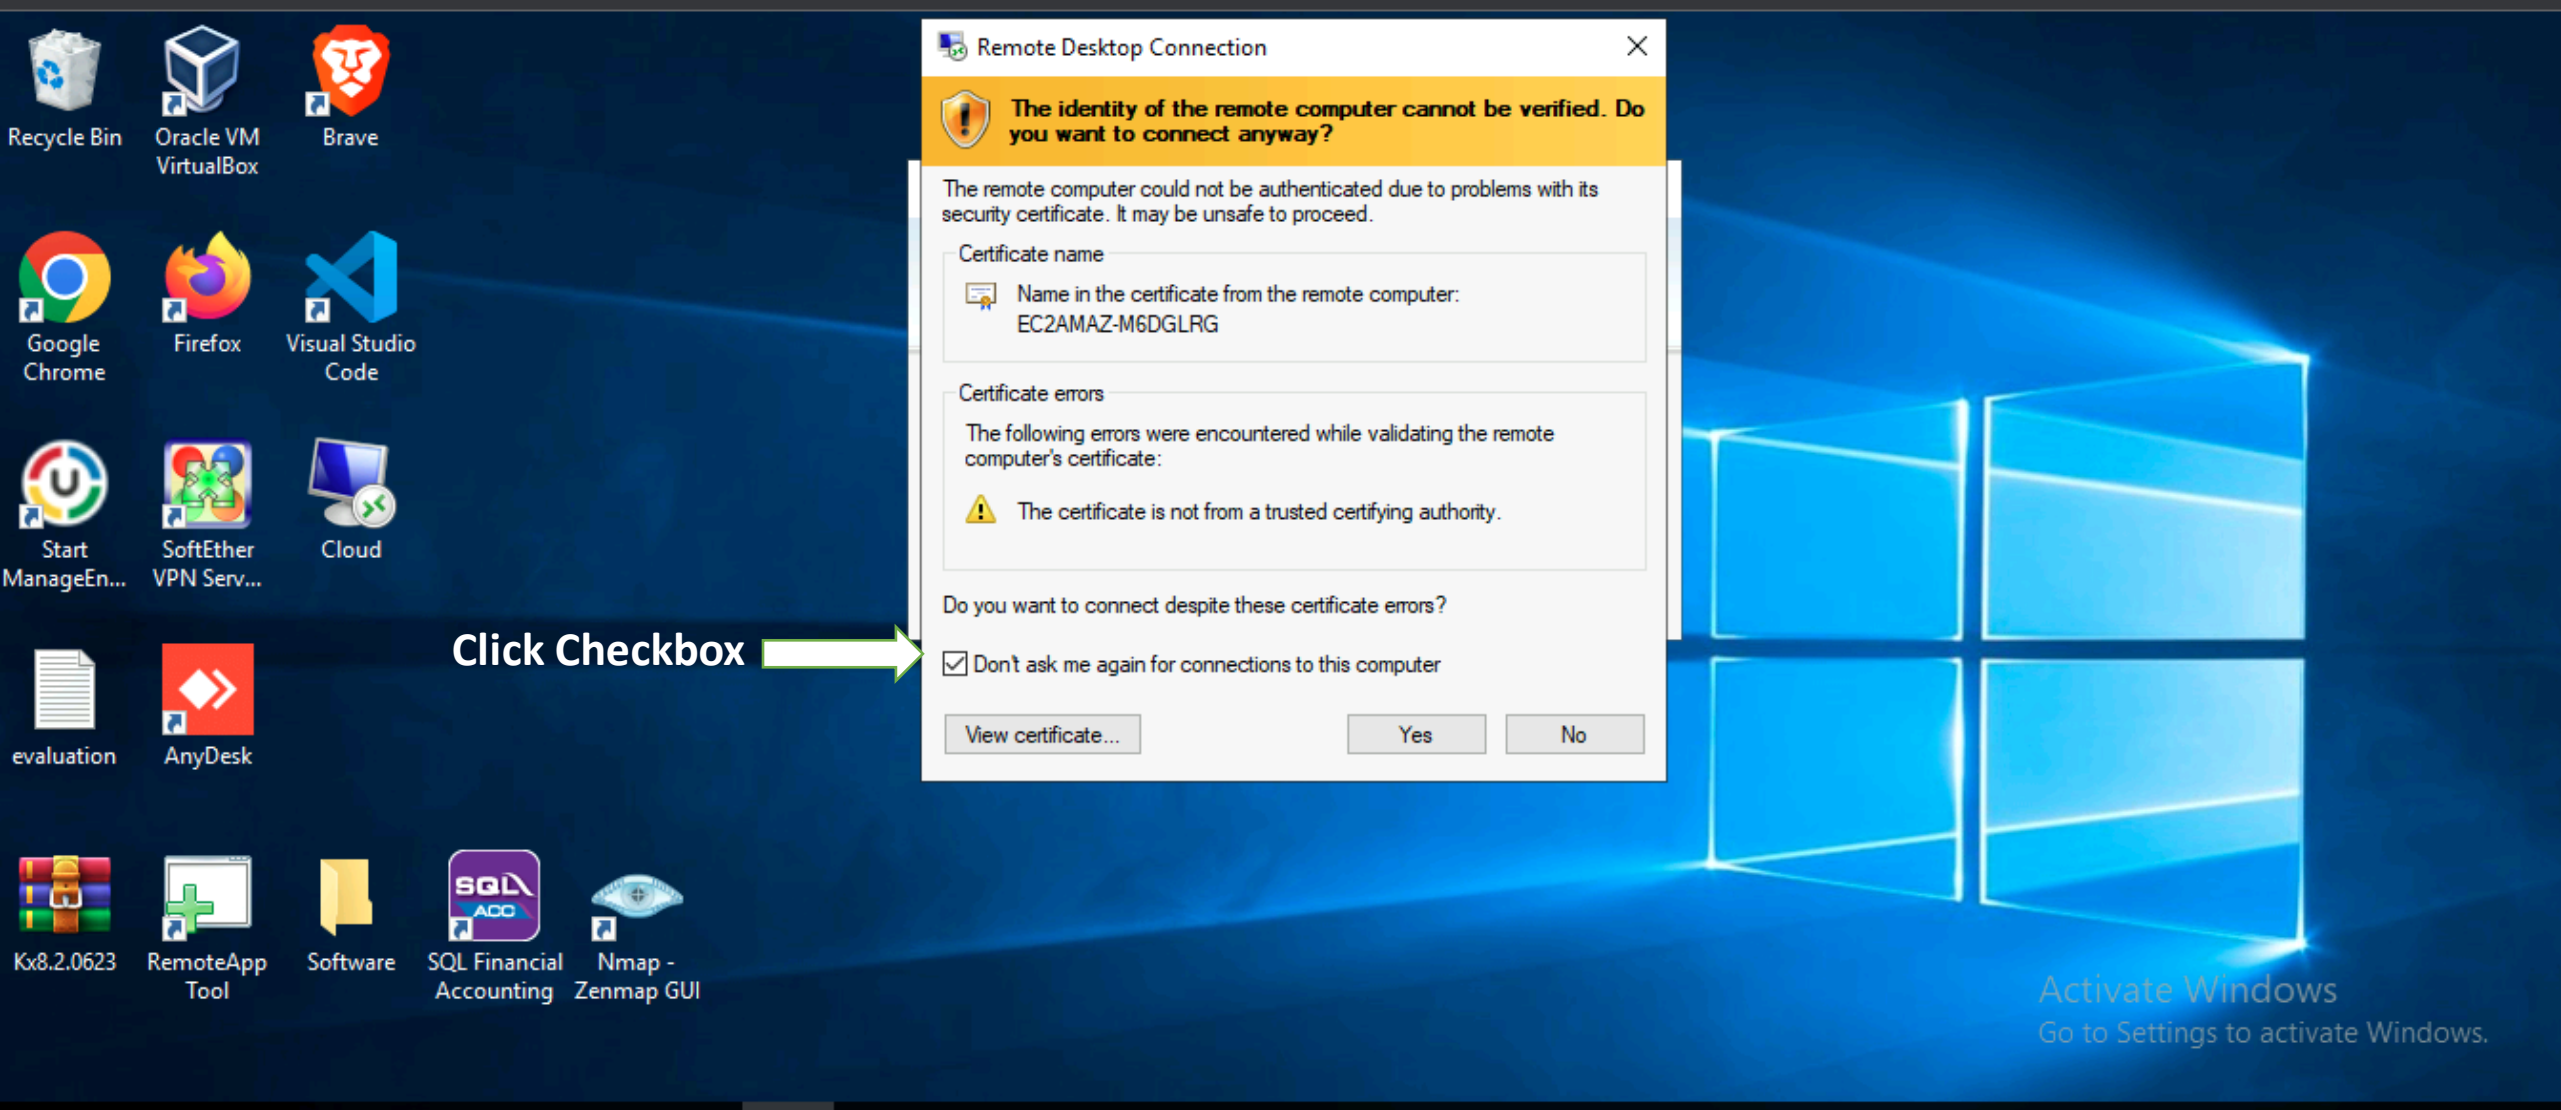 Recycle Bin
Oracle VM
VirtualBox
Brave
Google
Chrome
Firefox
Visual Studio
Code
Start
ManageEn...
SoftEther
VPN Serv...
Cloud
evaluation
AnyDesk
Kx8.2.0623
RemoteApp
Tool
Software
SQL
ACC
SQL Financial
Accounting
Nmap -
Zenmap GUI
Click Checkbox
Remote Desktop Connection
The identity of the remote computer cannot be verified. Do
you want to connect anyway?
The remote computer could not be authenticated due to problems with its
security certificate. It may be unsafe to proceed.
Certificate name
Name in the certificate from the remote computer:
EC2AMAZ-M6DGLRG
Certificate errors
The following errors were encountered while validating the remote
computer's certificate:
The certificate is not from a trusted certifying authority.
Do you want to connect despite these certificate errors?
Don't ask me again for connections to this computer
View certificate...
Yes
No
Activate Windows
Go to Settings to activate Windows.